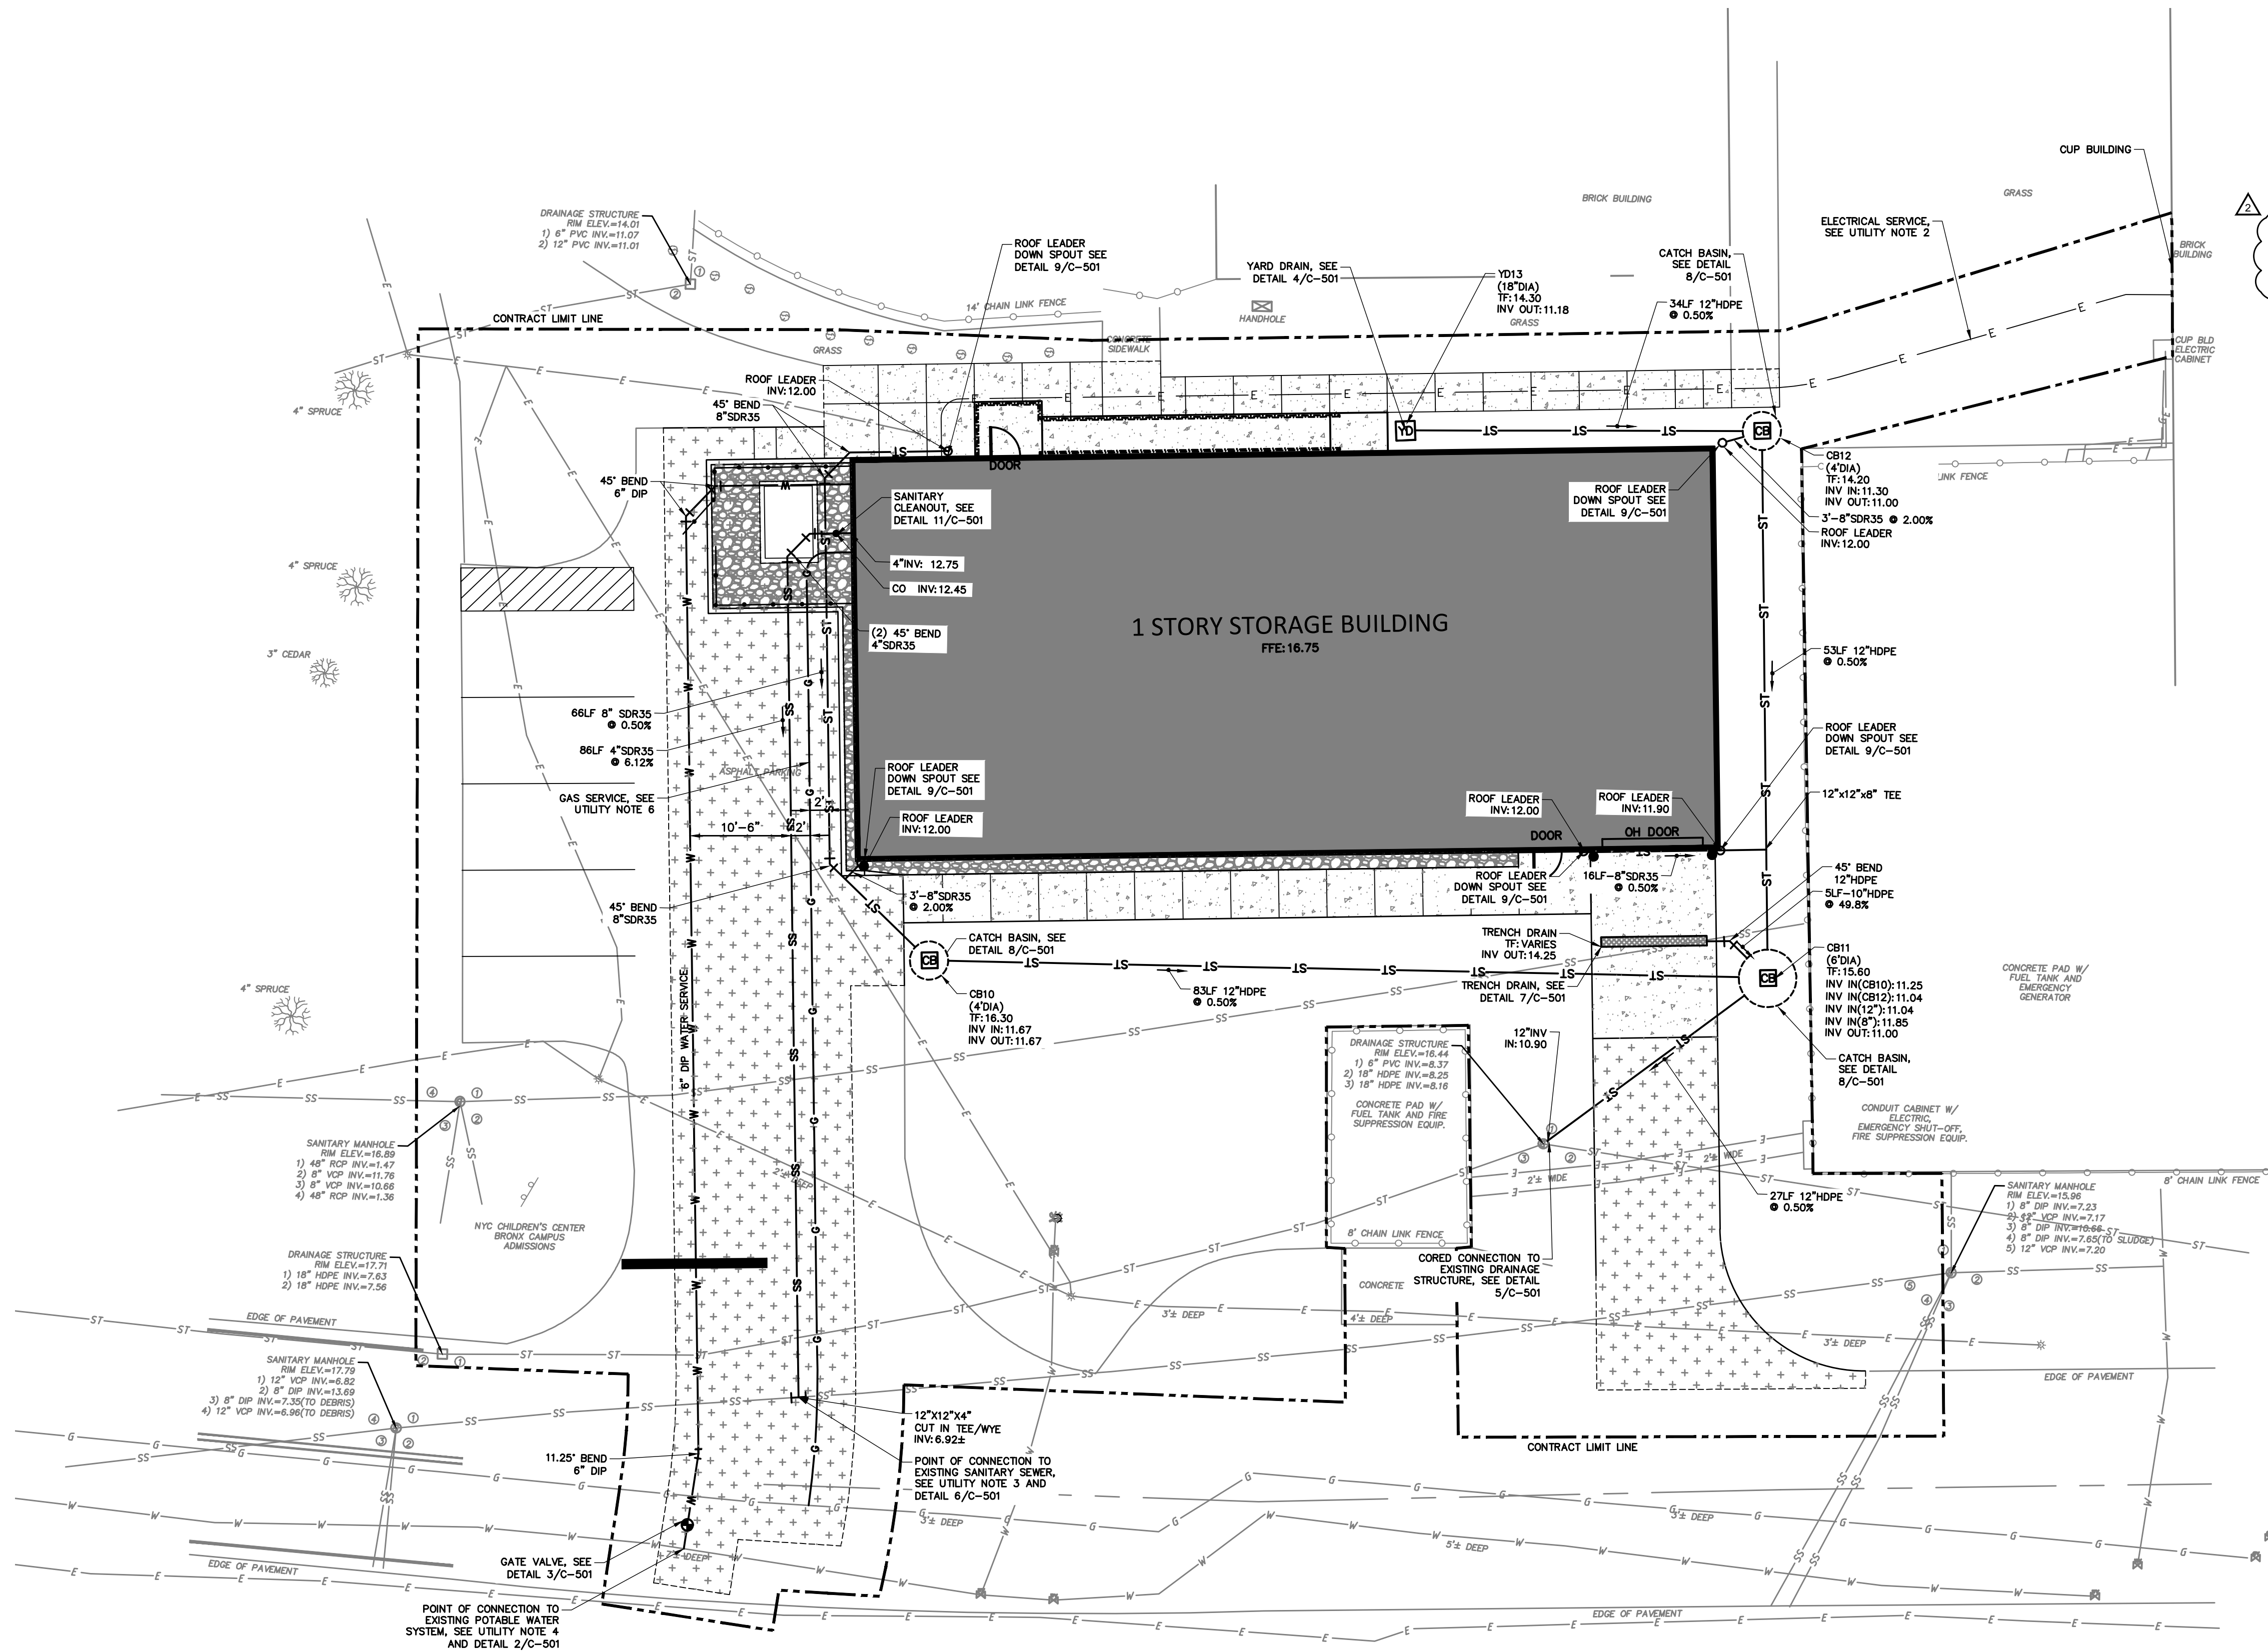 CUP BUILDING
GRASS
BRICK BUILDING
2
DRAINAGE STRUCTURE
RIM ELEV.=14.01
1) 6" PVC INV.=11.07
2) 12" PVC INV.=11.01
ELECTRICAL SERVICE,
SEE UTILITY NOTE 2
ROOF LEADER
DOWN SPOUT SEE
DETAIL 9/C-501
YARD DRAIN, SEE
DETAIL 4/C-501
CATCH BASIN,
SEE DETAIL
8/C-501
BRICK
BUILDING
YD13
(18"DIA)
TF:14.30
INV OUT:11.18
34LF 12"HDPE
@ 0.50%
14' CHAIN LINK FENCE
HANDHOLE
GRASS
CONTRACT LIMIT LINE
CONCRETE
SIDEWALK
GRASS
CUP BLD
ELECTRIC
CABINET
ROOF LEADER
INV:12.00
45° BEND
8"SDR35
4" SPRUCE
YD
CB
DOOR
CB12
(4'DIA)
TF:14.20
INV IN:11.30
INV OUT:11.00
LINK FENCE
45° BEND
6" DIP
SANITARY
CLEANOUT, SEE
DETAIL 11/C-501
ROOF LEADER
DOWN SPOUT SEE
DETAIL 9/C-501
3'-8"SDR35 @ 2.00%
ROOF LEADER
INV:12.00
4"INV: 12.75
CO INV:12.45
4" SPRUCE
(2) 45° BEND
4"SDR35
1 STORY STORAGE BUILDING
FFE:16.75
3" CEDAR
53LF 12"HDPE
@ 0.50%
66LF 8" SDR35
@ 0.50%
86LF 4"SDR35
@ 6.12%
ASPHALT PARKING
ROOF LEADER
DOWN SPOUT SEE
DETAIL 9/C-501
ROOF LEADER
DOWN SPOUT SEE
DETAIL 9/C-501
GAS SERVICE, SEE
UTILITY NOTE 6
2'
10'-6"
2'
ROOF LEADER
INV:12.00
ROOF LEADER
INV:12.00
ROOF LEADER
INV:11.90
12"x12"x8" TEE
DOOR
OH DOOR
45° BEND
12"HDPE
5LF-10"HDPE
@ 49.8%
ROOF LEADER
DOWN SPOUT SEE
DETAIL 9/C-501
16LF-8"SDR35
@ 0.50%
45° BEND
8"SDR35
3'-8"SDR35
@ 2.00%
CATCH BASIN, SEE
DETAIL 8/C-501
CB
TRENCH DRAIN
TF:VARIES
INV OUT:14.25
TRENCH DRAIN, SEE
DETAIL 7/C-501
CB
CB11
(6'DIA)
TF:15.60
INV IN(CB10):11.25
INV IN(CB12):11.04
INV IN(12"):11.04
INV IN(8"):11.85
INV OUT:11.00
CONCRETE PAD W/
FUEL TANK AND
EMERGENCY
GENERATOR
4" SPRUCE
CB10
(4'DIA)
TF:16.30
INV IN:11.67
INV OUT:11.67
83LF 12"HDPE
@ 0.50%
6" DIP WATER SERVICE
12"INV
IN:10.90
DRAINAGE STRUCTURE
RIM ELEV.=16.44
1) 6" PVC INV.=8.37
2) 18" HDPE INV.=8.25
3) 18" HDPE INV.=8.16
CATCH BASIN,
SEE DETAIL
8/C-501
CONCRETE PAD W/
FUEL TANK AND FIRE
SUPPRESSION EQUIP.
CONDUIT CABINET W/
ELECTRIC,
EMERGENCY SHUT-OFF,
FIRE SUPPRESSION EQUIP.
SANITARY MANHOLE
RIM ELEV.=16.89
1) 48" RCP INV.=1.47
2) 8" VCP INV.=11.76
3) 8" VCP INV.=10.66
4) 48" RCP INV.=1.36
2'± DEEP
2'± WIDE
2'± WIDE
NYC CHILDREN'S CENTER
BRONX CAMPUS
ADMISSIONS
27LF 12"HDPE
@ 0.50%
SANITARY MANHOLE
RIM ELEV.=15.96
1) 8" DIP INV.=7.23
2) 12" VCP INV.=7.17
3) 8" DIP INV.=10.66
4) 8" DIP INV.=7.65(TO SLUDGE)
5) 12" VCP INV.=7.20
8' CHAIN LINK FENCE
8' CHAIN LINK FENCE
DRAINAGE STRUCTURE
RIM ELEV.=17.71
1) 18" HDPE INV.=7.63
2) 18" HDPE INV.=7.56
CORED CONNECTION TO
EXISTING DRAINAGE
STRUCTURE, SEE DETAIL
5/C-501
CONCRETE
3'± DEEP
4'± DEEP
3'± DEEP
EDGE OF PAVEMENT
EDGE OF PAVEMENT
SANITARY MANHOLE
RIM ELEV.=17.79
1) 12" VCP INV.=6.82
2) 8" DIP INV.=13.69
3) 8" DIP INV.=7.35(TO DEBRIS)
4) 12" VCP INV.=6.96(TO DEBRIS)
12"X12"X4"
CUT IN TEE/WYE
INV:6.92±
CONTRACT LIMIT LINE
11.25° BEND
6" DIP
POINT OF CONNECTION TO
EXISTING SANITARY SEWER,
SEE UTILITY NOTE 3 AND
DETAIL 6/C-501
3'± DEEP
3'± DEEP
5'± DEEP
7'± DEEP
EDGE OF PAVEMENT
GATE VALVE, SEE
DETAIL 3/C-501
EDGE OF PAVEMENT
POINT OF CONNECTION TO
EXISTING POTABLE WATER
SYSTEM, SEE UTILITY NOTE 4
AND DETAIL 2/C-501